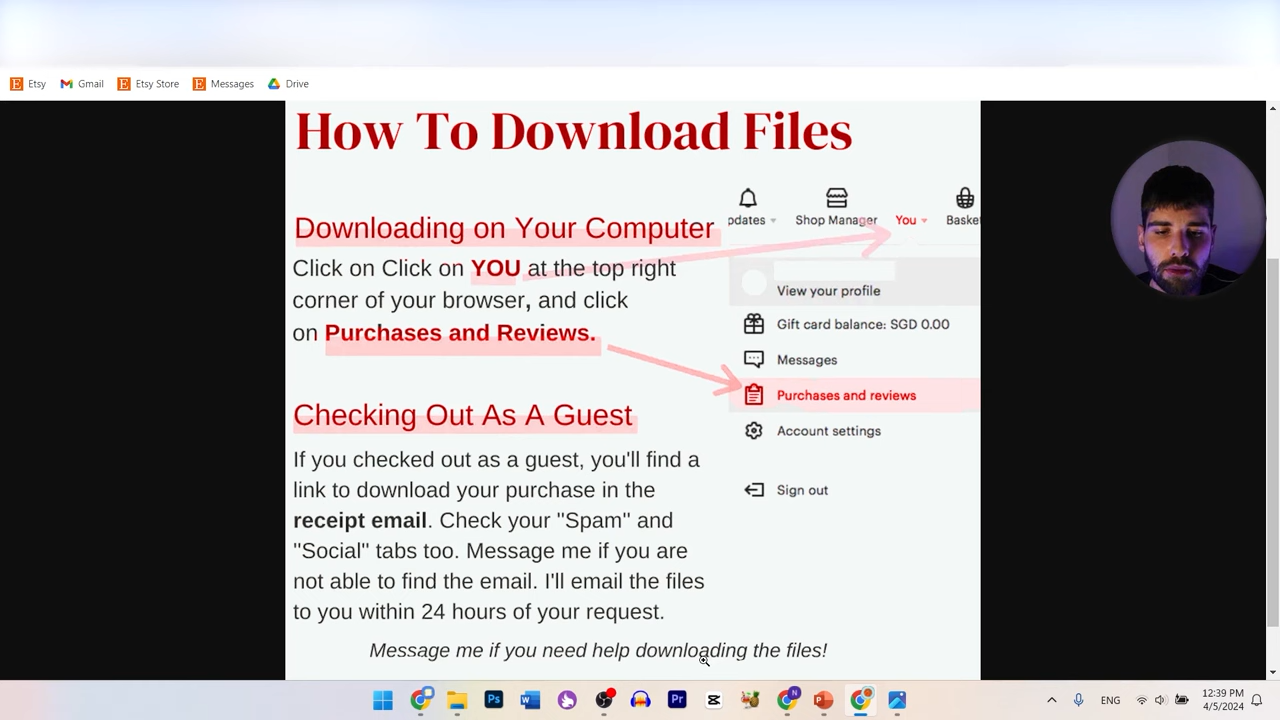 Etsy Gmail Etsy Store Messages Drive
How To Download Files
Downloading on Your Computer
Click on Click on YOU at the top right
corner of your browser, and click
on Purchases and Reviews.
Checking Out As A Guest
If you checked out as a guest, you'll find a
link to download your purchase in the
receipt email. Check your "Spam" and
"Social" tabs too. Message me if you are
not able to find the email. I'll email the files
to you within 24 hours of your request.
Message me if you need help downloading the files!
pdates Shop Manager You Basket
View your profile
Gift card balance: SGD 0.00
Messages
Purchases and reviews
Account settings
Sign out
ENG
12:39 PM
4/5/2024